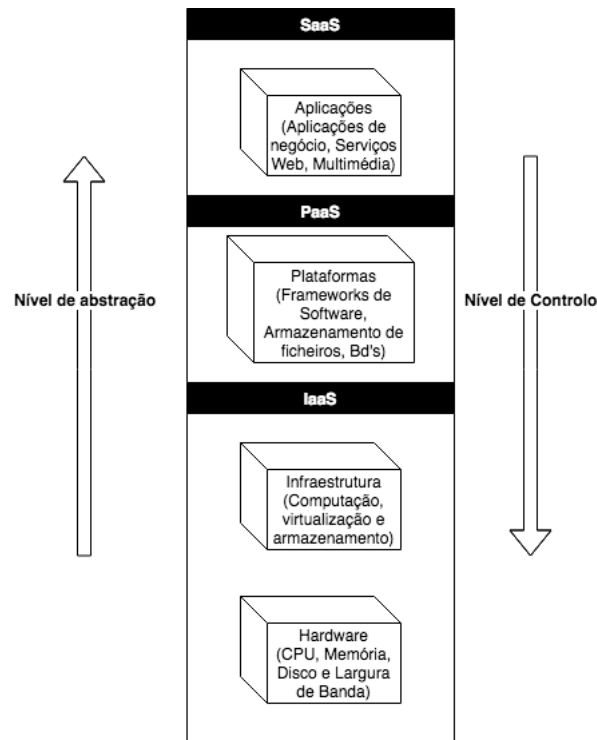 SaaS
Aplicações
(Aplicações de
negócio, Serviços
Web, Multimédia)
PaaS
Plataformas
(Frameworks de
Software,
Armazenamento de
ficheiros, Bd's)
Nível de abstração
Nível de Controlo
IaaS
Infraestrutura
(Computação,
virtualização e
armazenamento)
Hardware
(CPU, Memória,
Disco e Largura
de Banda)